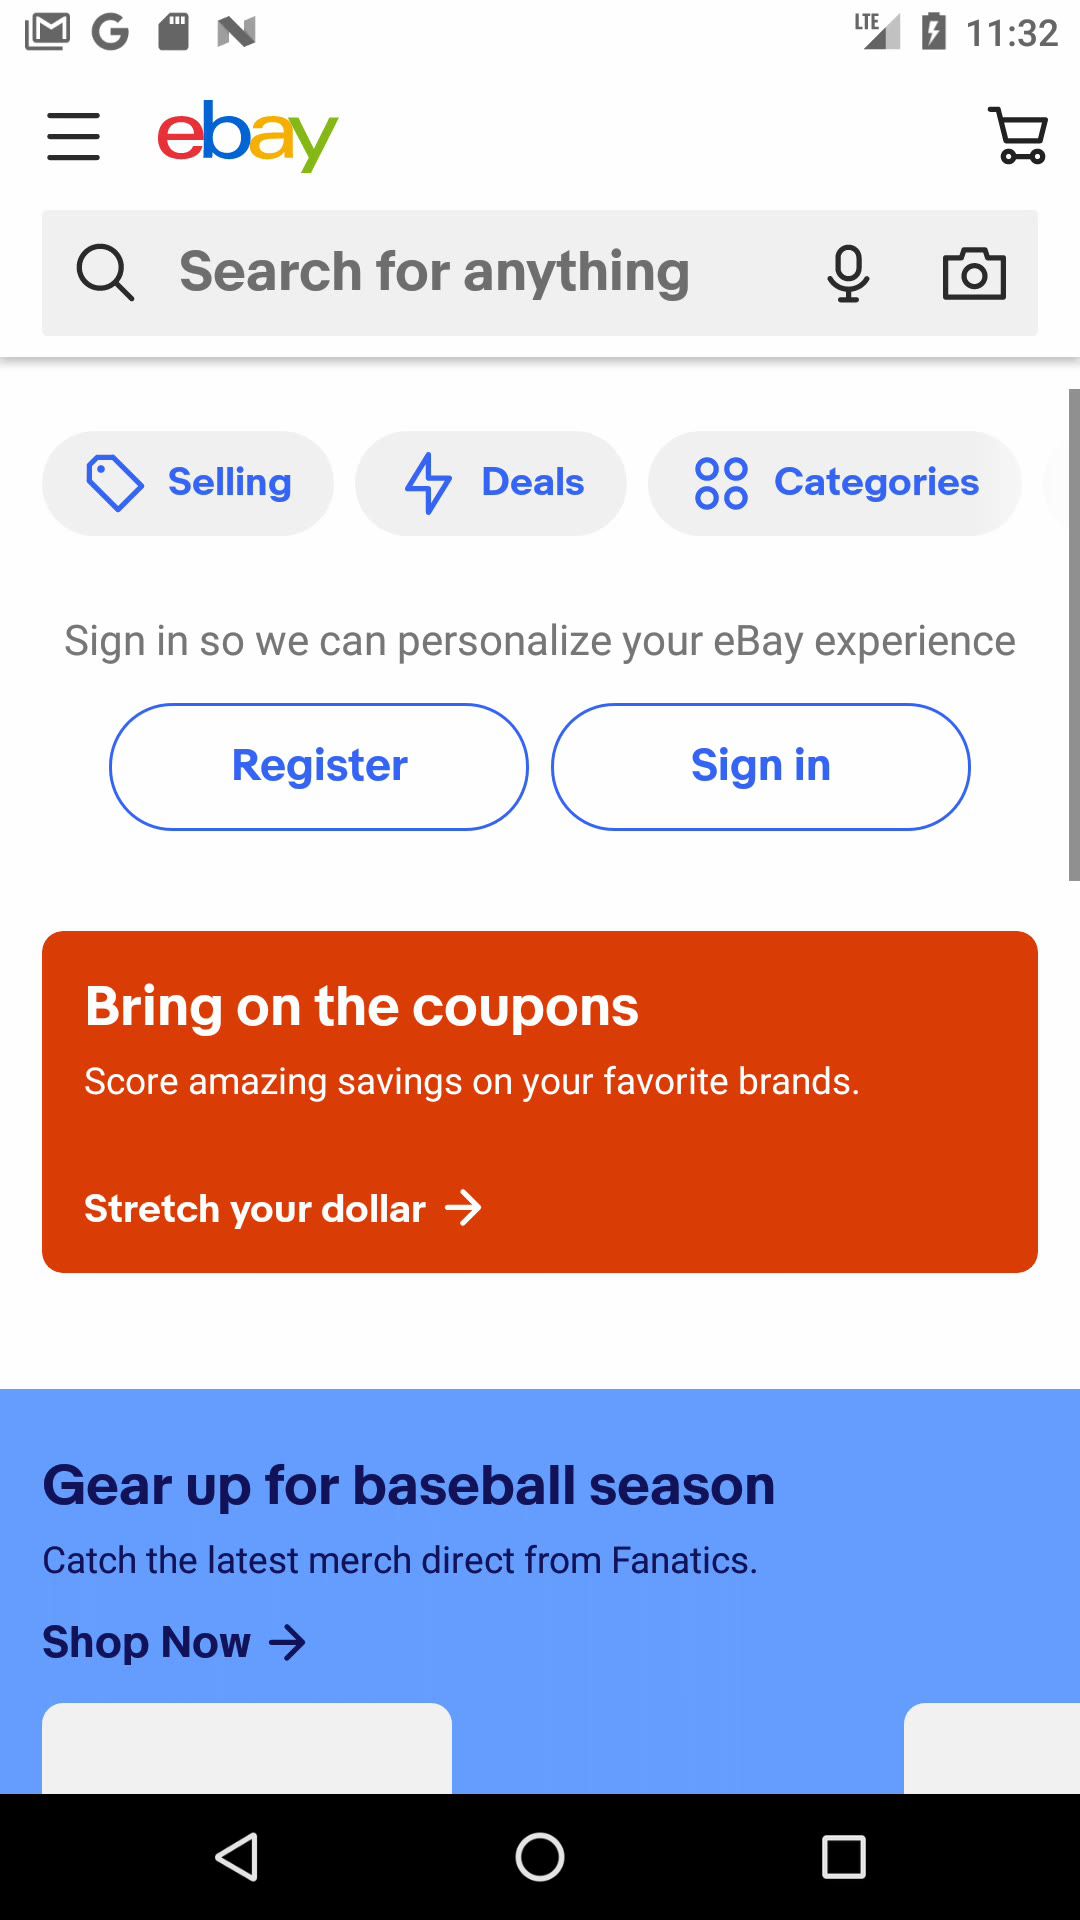 LTE 11:32
ebay
Search for anything
Selling Deals Categories
Sign in so we can personalize your eBay experience
Register Sign in
Bring on the coupons
Score amazing savings on your favorite brands.
Stretch your dollar
Gear up for baseball season
Catch the latest merch direct from Fanatics.
Shop Now